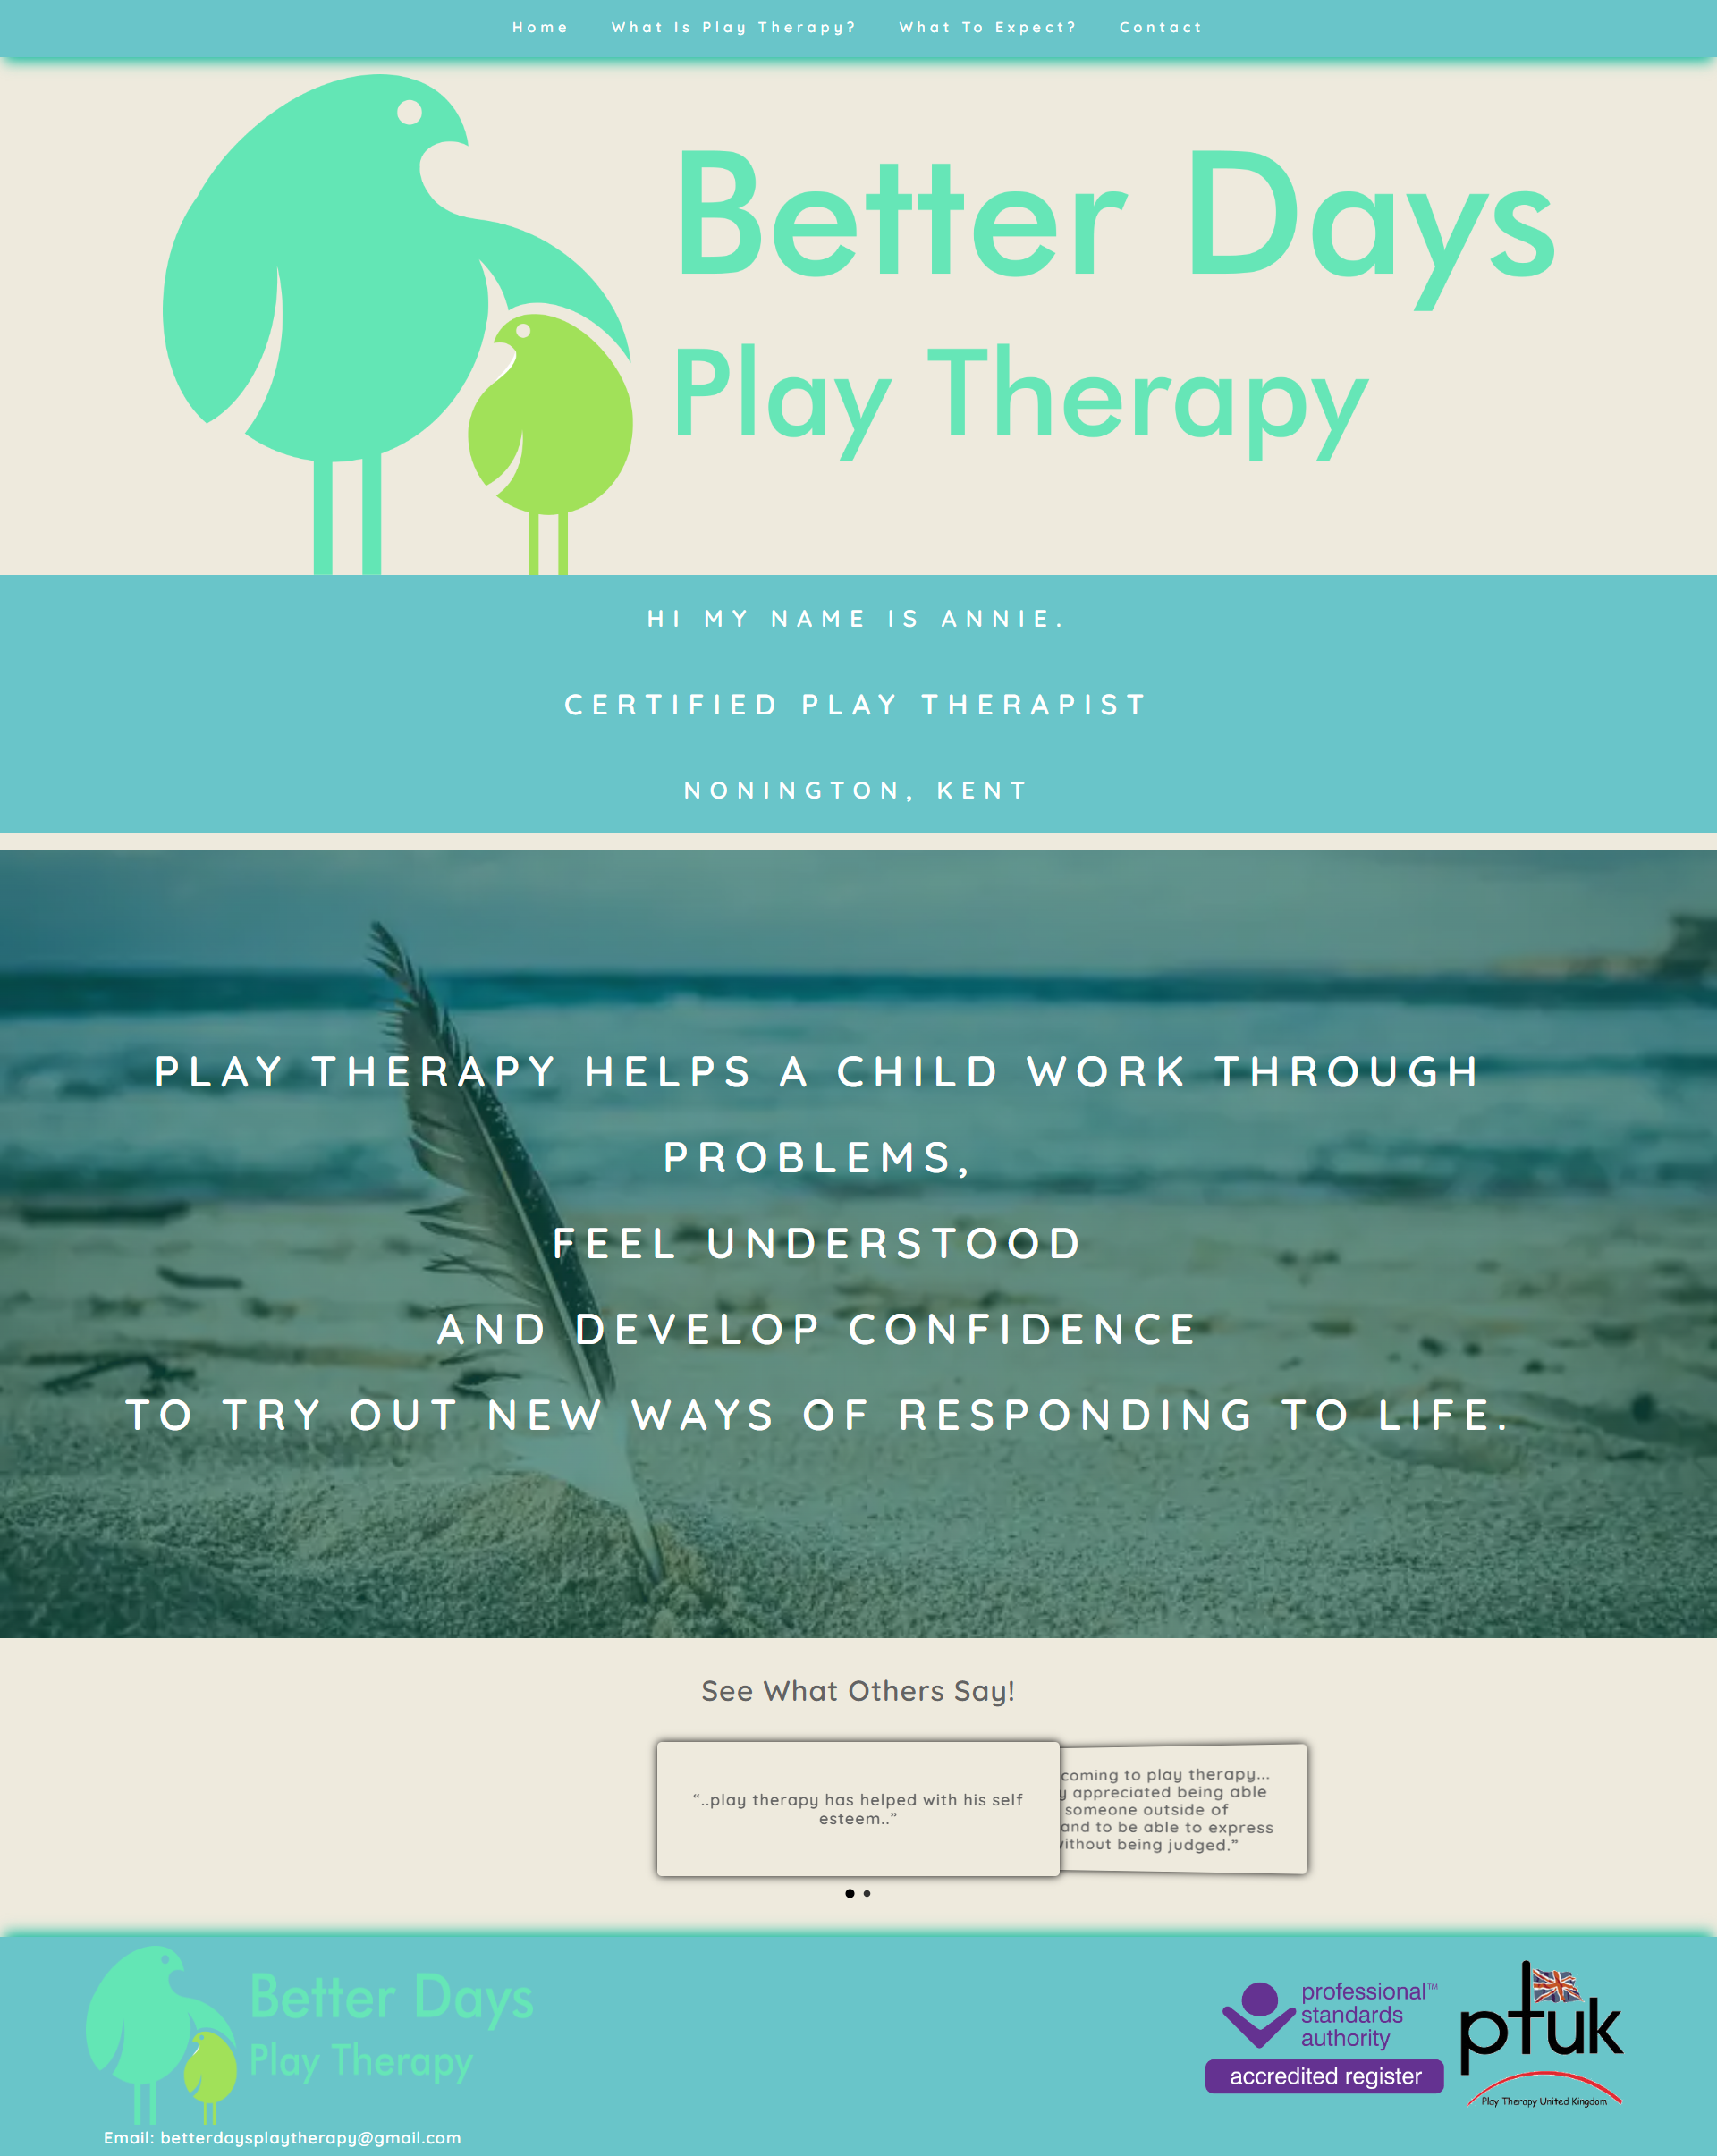 Home What Is Play Therapy? What To Expect? Contact
Better Days
Play Therapy
HI MY NAME IS ANNIE.
CERTIFIED PLAY THERAPIST
NONINGTON, KENT
PLAY THERAPY HELPS A CHILD WORK THROUGH
PROBLEMS,
FEEL UNDERSTOOD
AND DEVELOP CONFIDENCE
TO TRY OUT NEW WAYS OF RESPONDING TO LIFE.
See What Others Say!
“..play therapy has helped with his self
esteem..”
coming to play therapy...
appreciated being able
someone outside of
and to be able to express
without being judged.”
Better Days
Play Therapy
Email: betterdaysplaytherapy@gmail.com
professional™
standards
authority
accredited register
ptuk
Play Therapy United Kingdom